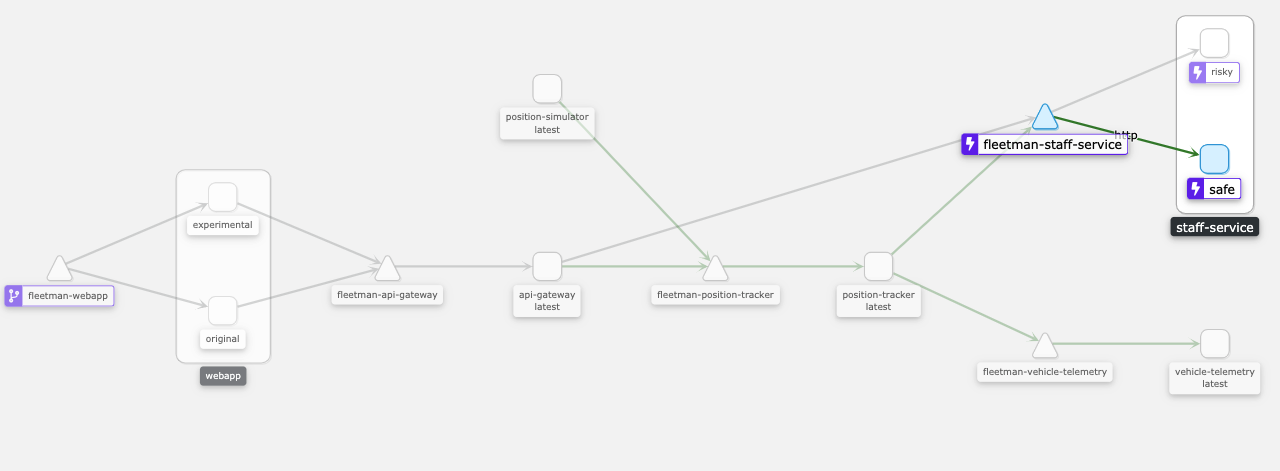 risky
position-simulator
latest
http
fleetman-staff-service
safe
staff-service
experimental
fleetman-webapp
fleetman-api-gateway
api-gateway
latest
fleetman-position-tracker
position-tracker
latest
original
webapp
fleetman-vehicle-telemetry
vehicle-telemetry
latest